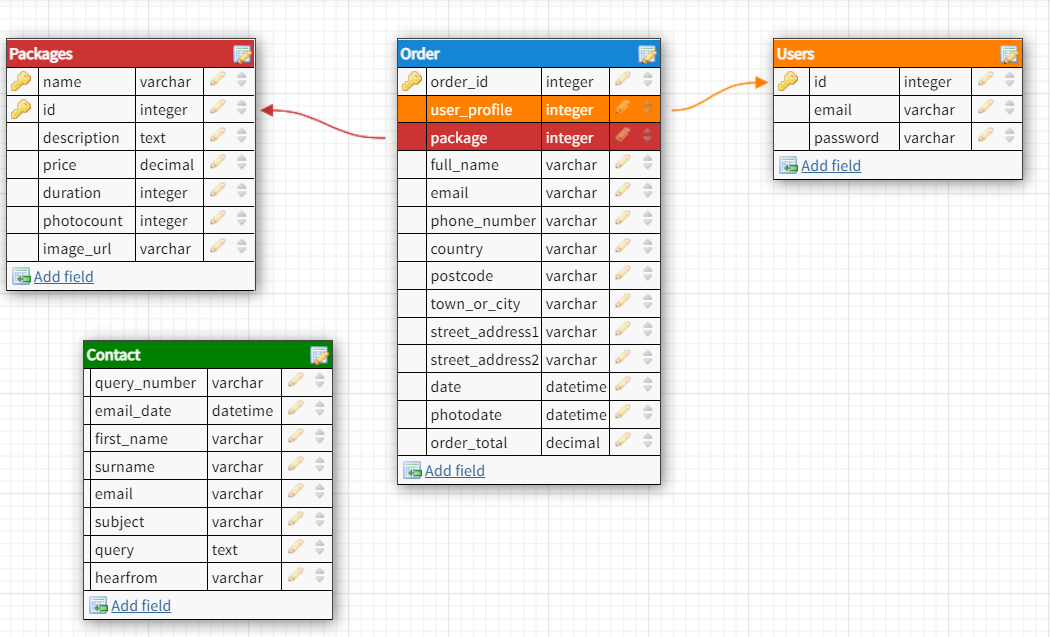 Packages
name varchar
id integer
description text
price decimal
duration integer
photocount integer
image_url varchar
Add field
Order
order_id integer
user_profile integer
package integer
full_name varchar
email varchar
phone_number varchar
country varchar
postcode varchar
town_or_city varchar
street_address1 varchar
street_address2 varchar
date datetime
photodate datetime
order_total decimal
Add field
Users
id integer
email varchar
password varchar
Add field
Contact
query_number varchar
email_date datetime
first_name varchar
surname varchar
email varchar
subject varchar
query text
hearfrom varchar
Add field